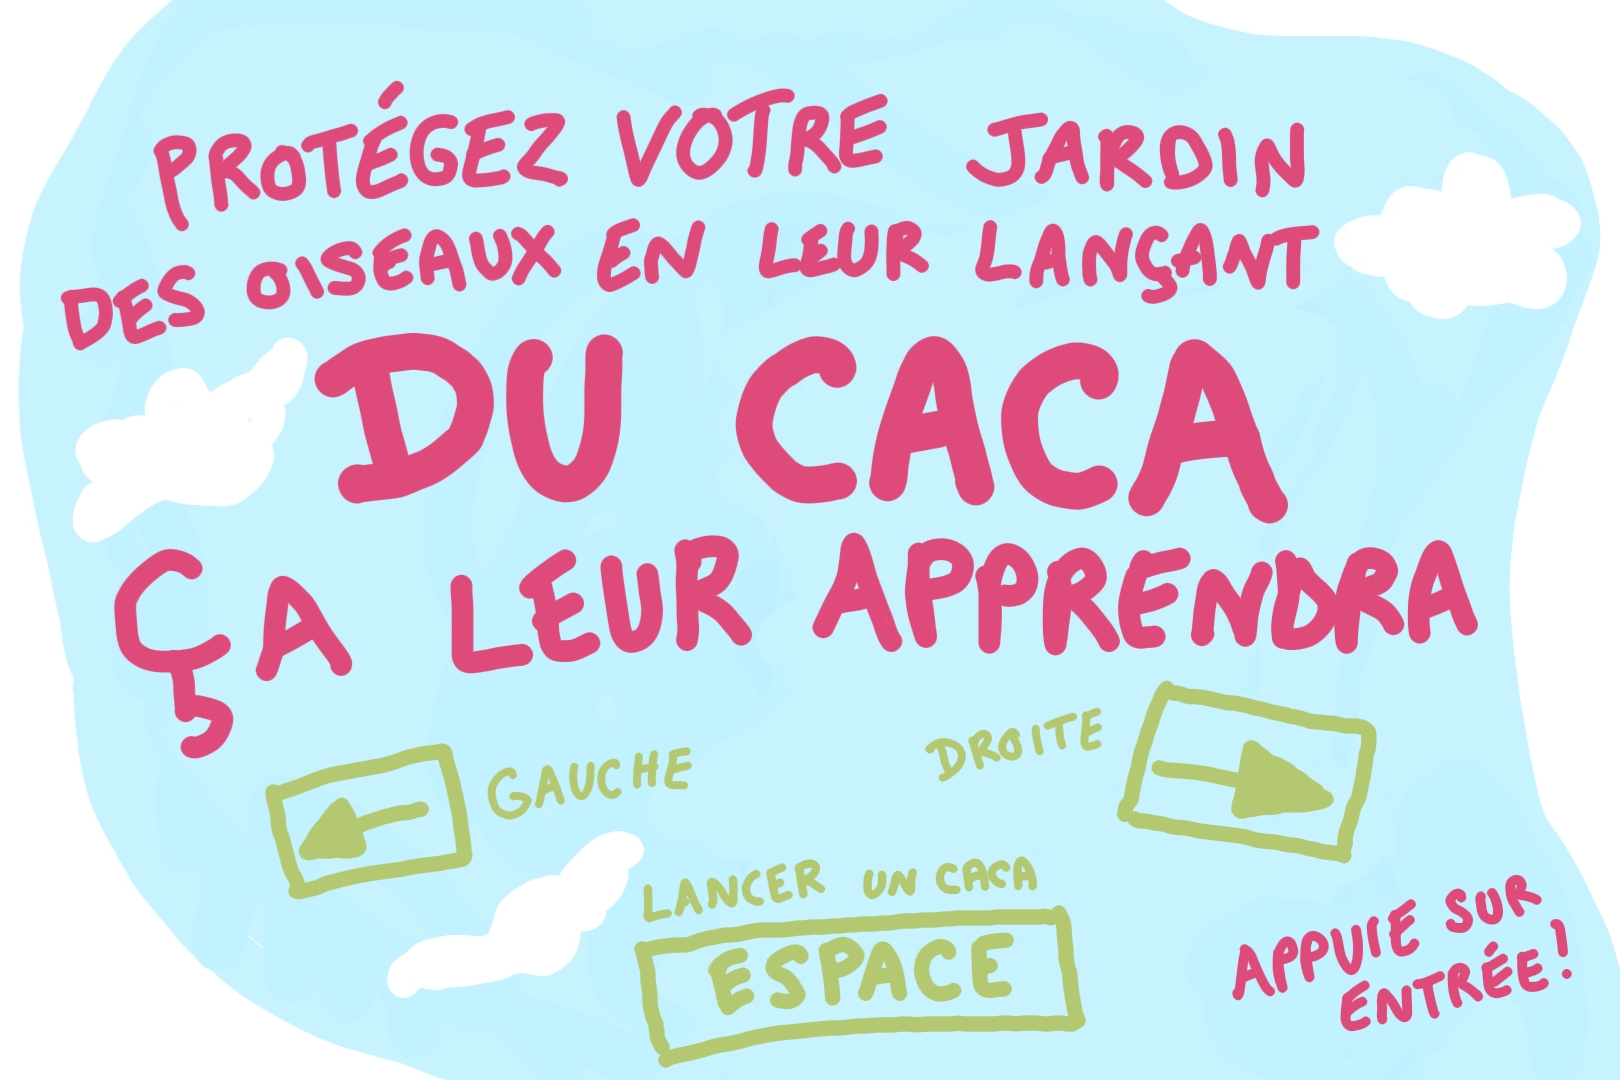 PROTÉGEZ VOTRE JARDIN
DES OISEAUX EN LEUR LANÇANT
DU CACA
ÇA LEUR APPRENDRA
GAUCHE
DROITE
LANCER UN CACA
ESPACE
APPUIE SUR
ENTRÉE!